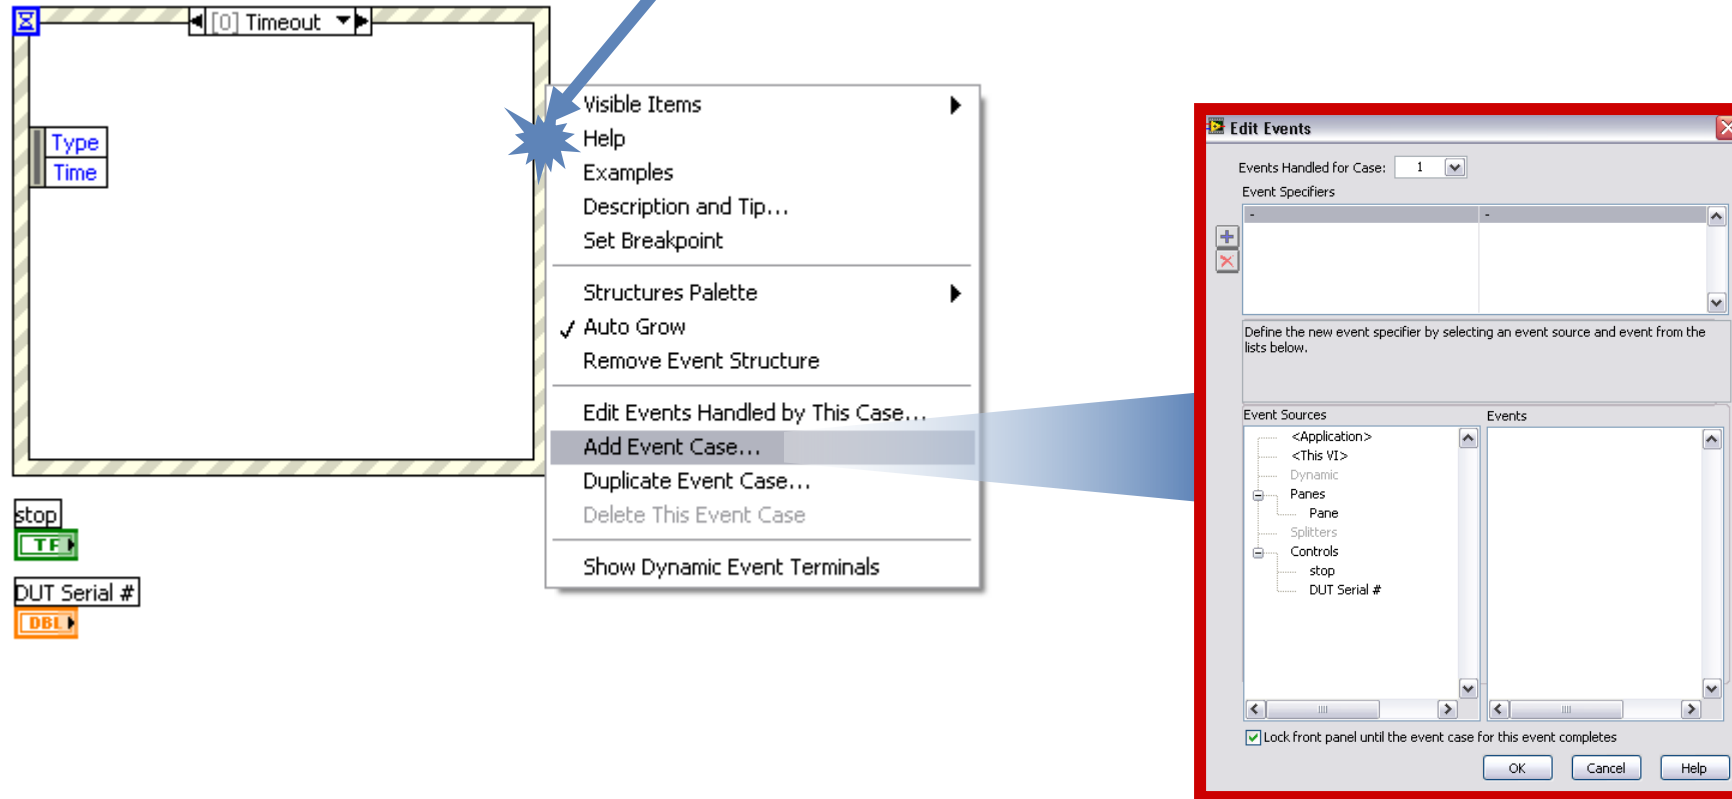 [0] Timeout
Type
Time
stop
TF
DUT Serial #
DBL
Visible Items
Help
Examples
Description and Tip...
Set Breakpoint
Structures Palette
Auto Grow
Remove Event Structure
Edit Events Handled by This Case...
Add Event Case...
Duplicate Event Case...
Delete This Event Case
Show Dynamic Event Terminals
Edit Events
Events Handled for Case: 1
Event Specifiers
- -
Define the new event specifier by selecting an event source and event from the
lists below.
Event Sources
<Application>
<This VI>
Dynamic
Panes
Pane
Splitters
Controls
stop
DUT Serial #
Events
Lock front panel until the event case for this event completes
OK Cancel Help